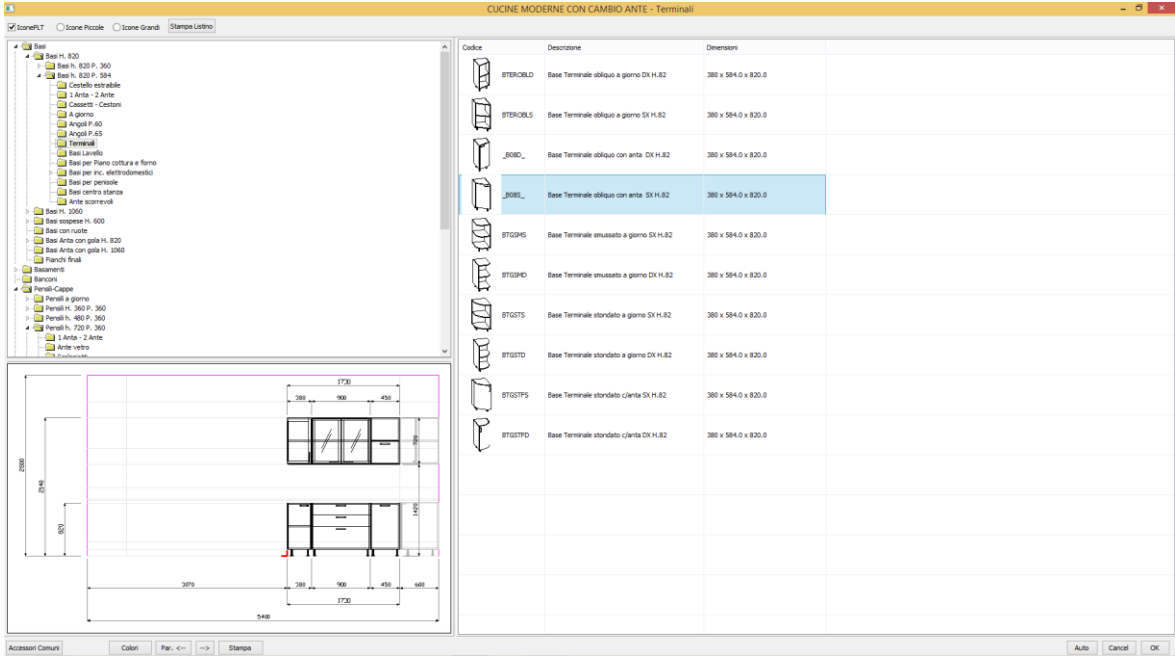 CUCINE MODERNE CON CAMBIO ANTE - Terminali
IconePLT Icone Piccole Icone Grandi Stampa Listino
Basi
Basi H. 820
Basi h. 820 P. 360
Basi h. 820 P. 584
Cestello estraibile
1 Anta - 2 Ante
Cassetti - Cestoni
A giorno
Angoli P.60
Angoli P.65
Terminali
Basi Lavello
Basi per Piano cottura e forno
Basi per inc. elettrodomestici
Basi per penisole
Basi centro stanza
Ante scorrevoli
Basi H. 1060
Basi sospese H. 600
Basi con ruote
Basi Anta con gola H. 820
Basi Anta con gola H. 1060
Fianchi finali
Basamenti
Banconi
Pensili-Cappe
Pensili a giorno
Pensili H. 360 P. 360
Pensili h. 480 P. 360
Pensili h. 720 P. 360
1 Anta - 2 Ante
Ante vetro
Codice Descrizione Dimensioni
BTEROBLD Base Terminale obliquo a giorno DX H.82 380 x 584.0 x 820.0
BTEROBLS Base Terminale obliquo a giorno SX H.82 380 x 584.0 x 820.0
_B08D_ Base Terminale obliquo con anta DX H.82 380 x 584.0 x 820.0
_B08S_ Base Terminale obliquo con anta SX H.82 380 x 584.0 x 820.0
BTGSMS Base Terminale smussato a giorno SX H.82 380 x 584.0 x 820.0
BTGSMD Base Terminale smussato a giorno DX H.82 380 x 584.0 x 820.0
BTGSTS Base Terminale stondato a giorno SX H.82 380 x 584.0 x 820.0
BTGSTD Base Terminale stondato a giorno DX H.82 380 x 584.0 x 820.0
BTGSTFS Base Terminale stondato c/anta SX H.82 380 x 584.0 x 820.0
BTGSTFD Base Terminale stondato c/anta DX H.82 380 x 584.0 x 820.0
1730
380 900 450
720
2540
820
1420
3070 380 900 450 600
1730
5400
Accessori Comuni Colori Par. <-- --> Stampa Auto Cancel OK